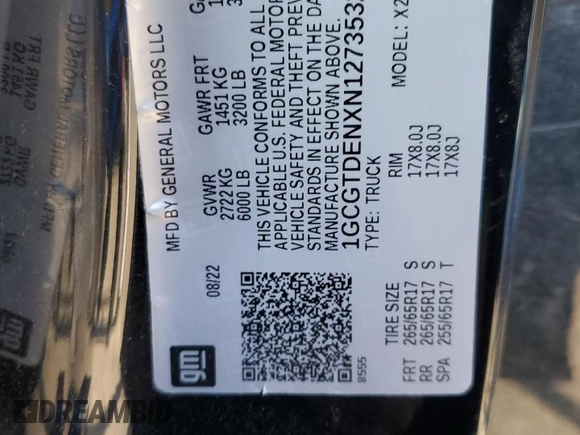 gm
08/22
MFD BY GENERAL MOTORS LLC
GVWR GAWR FRT
2722 KG 1451 KG
6000 LB 3200 LB
THIS VEHICLE CONFORMS TO ALL
APPLICABLE U.S. FEDERAL MOTOR
VEHICLE SAFETY AND THEFT
STANDARDS IN EFFECT ON THE
MANUFACTURE SHOWN ABOVE.
TYPE: TRUCK MODEL:
8555
TIRE SIZE RIM
FRT 265/65R17 S 17X8.0J
RR 265/65R17 S 17X8.0J
SPA 255/65R17 T 17X8J
DREAMBID